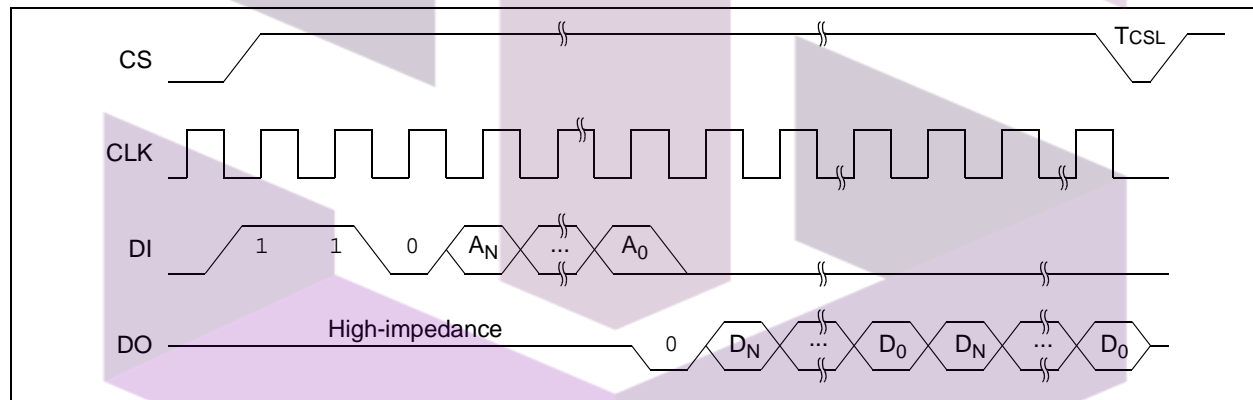 CS TCSL
CLK
DI 1 1 0 AN ... A0
High-impedance
DO 0 DN ... D0 DN ... D0